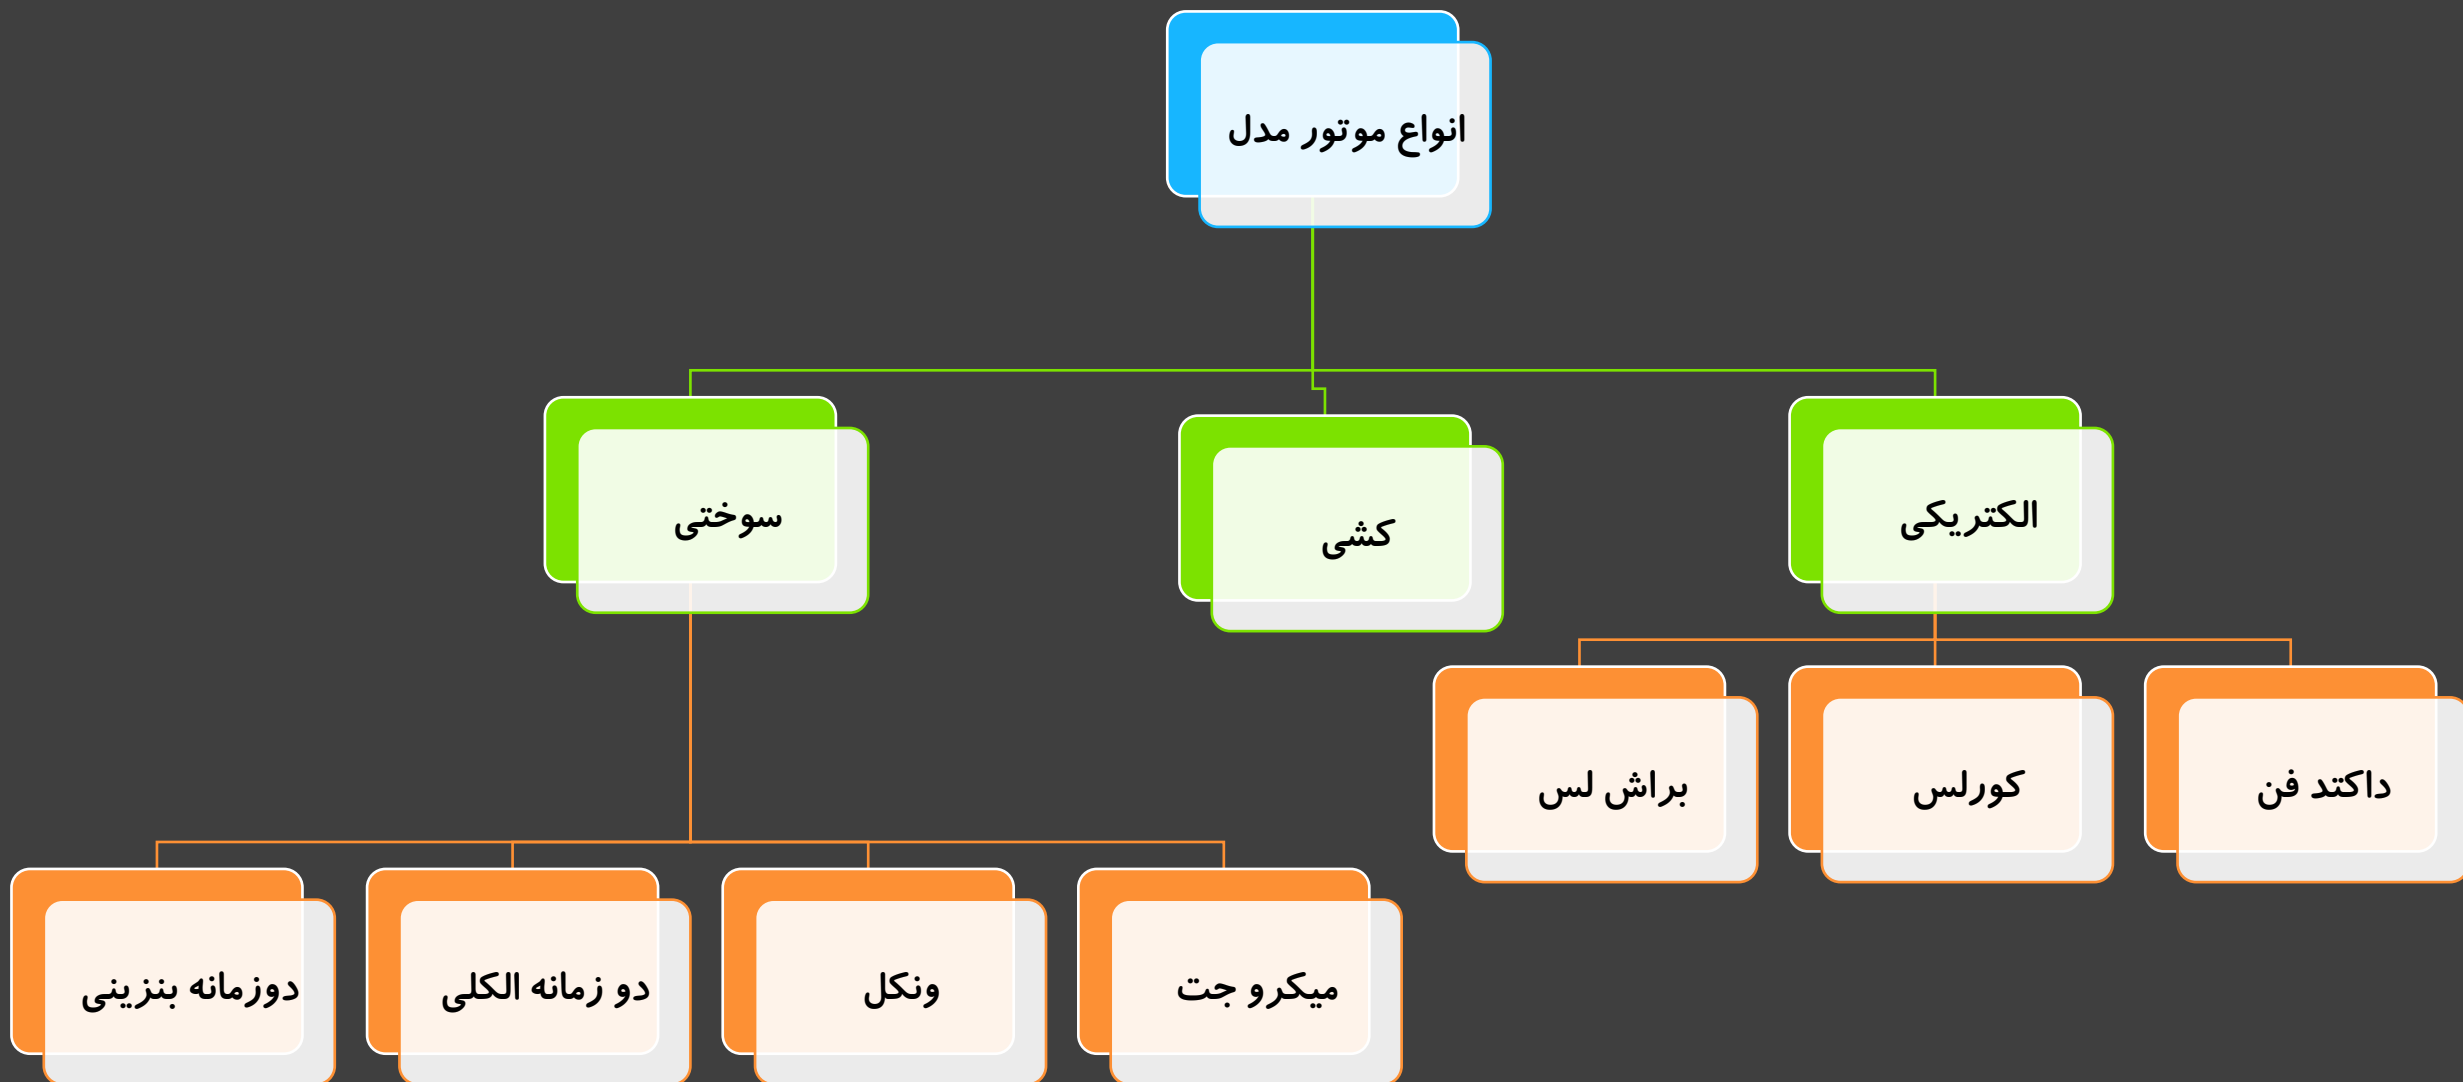 انواع موتور مدل
الکتریکی
کشی
سوختی
داکتد فن
کورلس
براش لس
میکرو جت
ونکل
دو زمانه الکلی
دوزمانه بنزینی